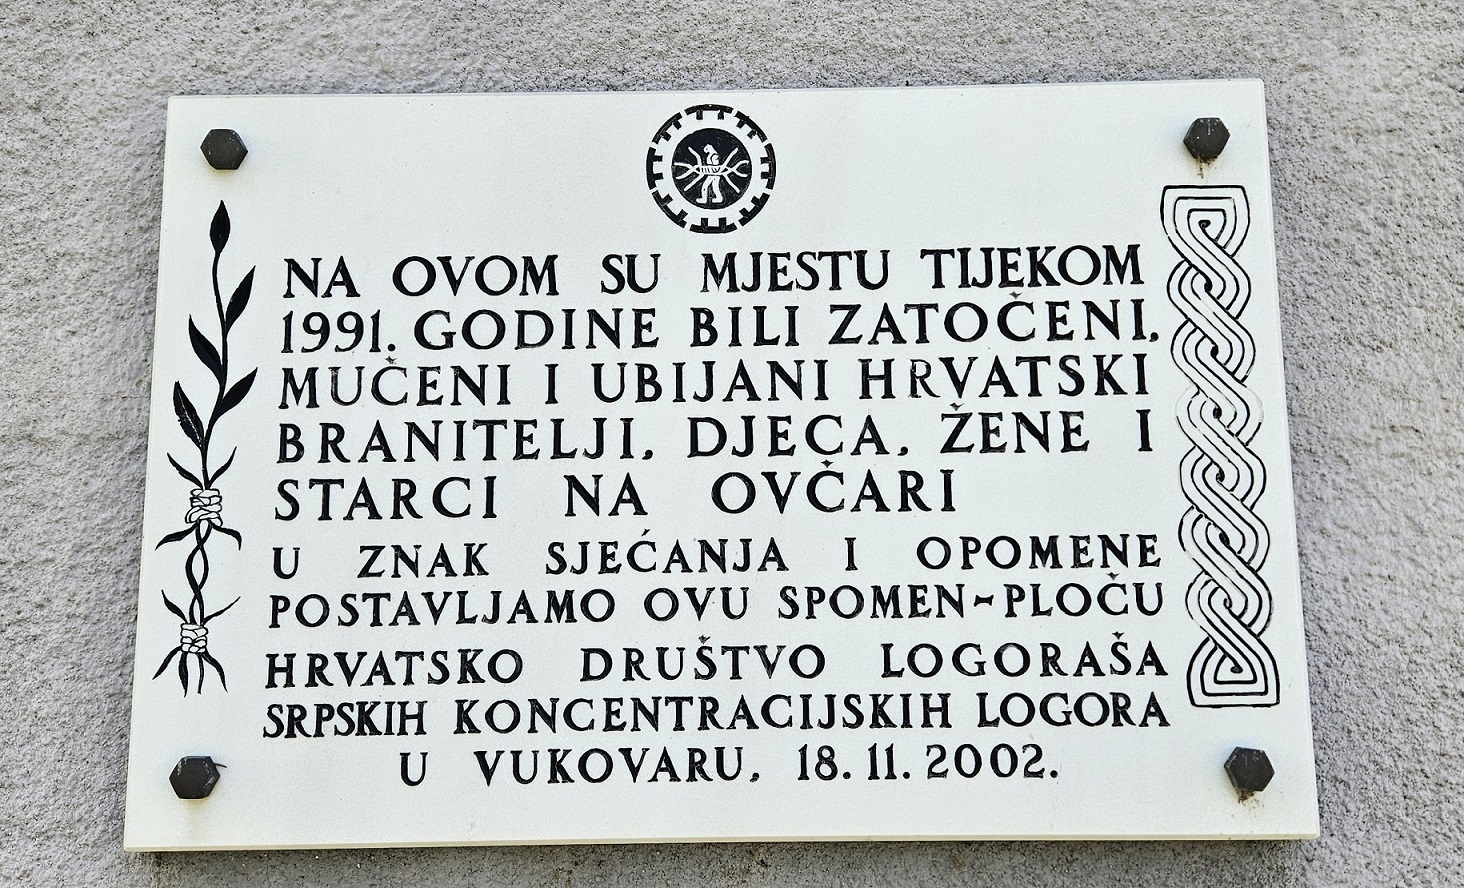 NA OVOM SU MJESTU TIJEKOM
1991. GODINE BILI ZATOČENI,
MUČENI I UBIJANI HRVATSKI
BRANITELJI, DJECA, ŽENE I
STARCI NA OVČARI
U ZNAK SJEĆANJA I OPOMENE
POSTAVLJAMO OVU SPOMEN-PLOČU
HRVATSKO DRUŠTVO LOGORAŠA
SRPSKIH KONCENTRACIJSKIH LOGORA
U VUKOVARU, 18. 11. 2002.